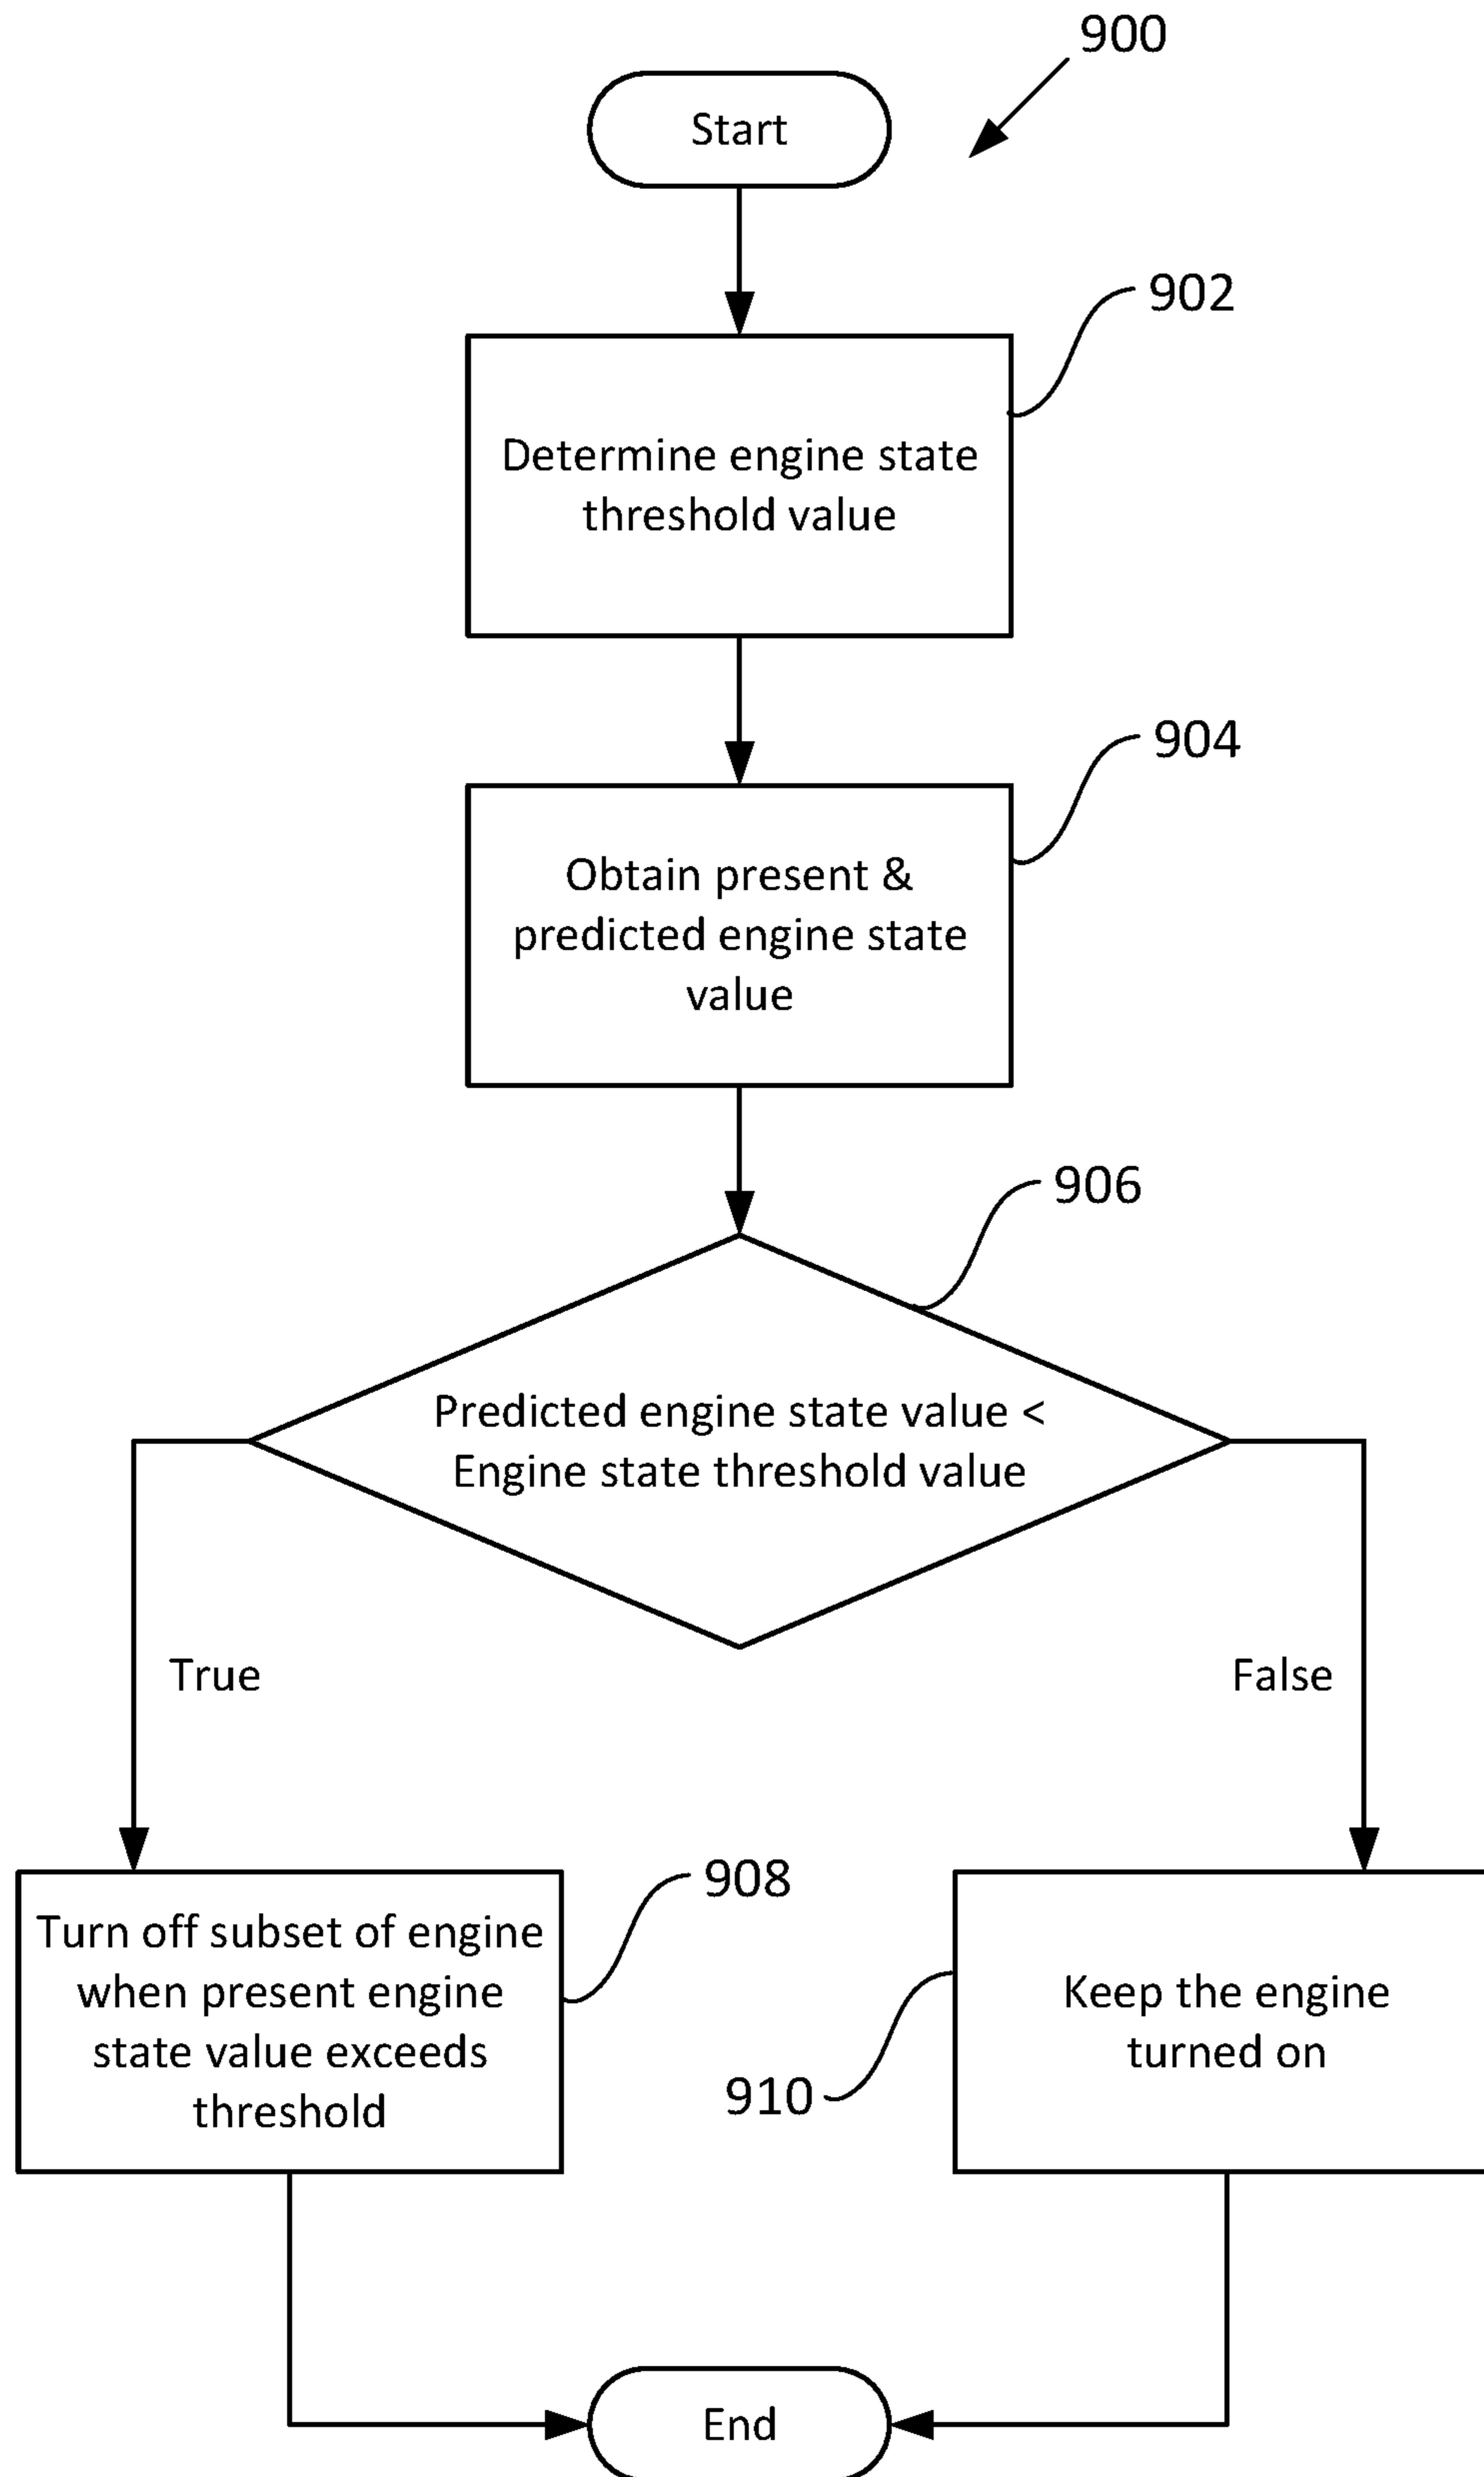 900
Start
902
Determine engine state
threshold value
904
Obtain present &
predicted engine state
value
906
Predicted engine state value <
Engine state threshold value
True
False
908
Turn off subset of engine
when present engine
state value exceeds
threshold
910
Keep the engine
turned on
End